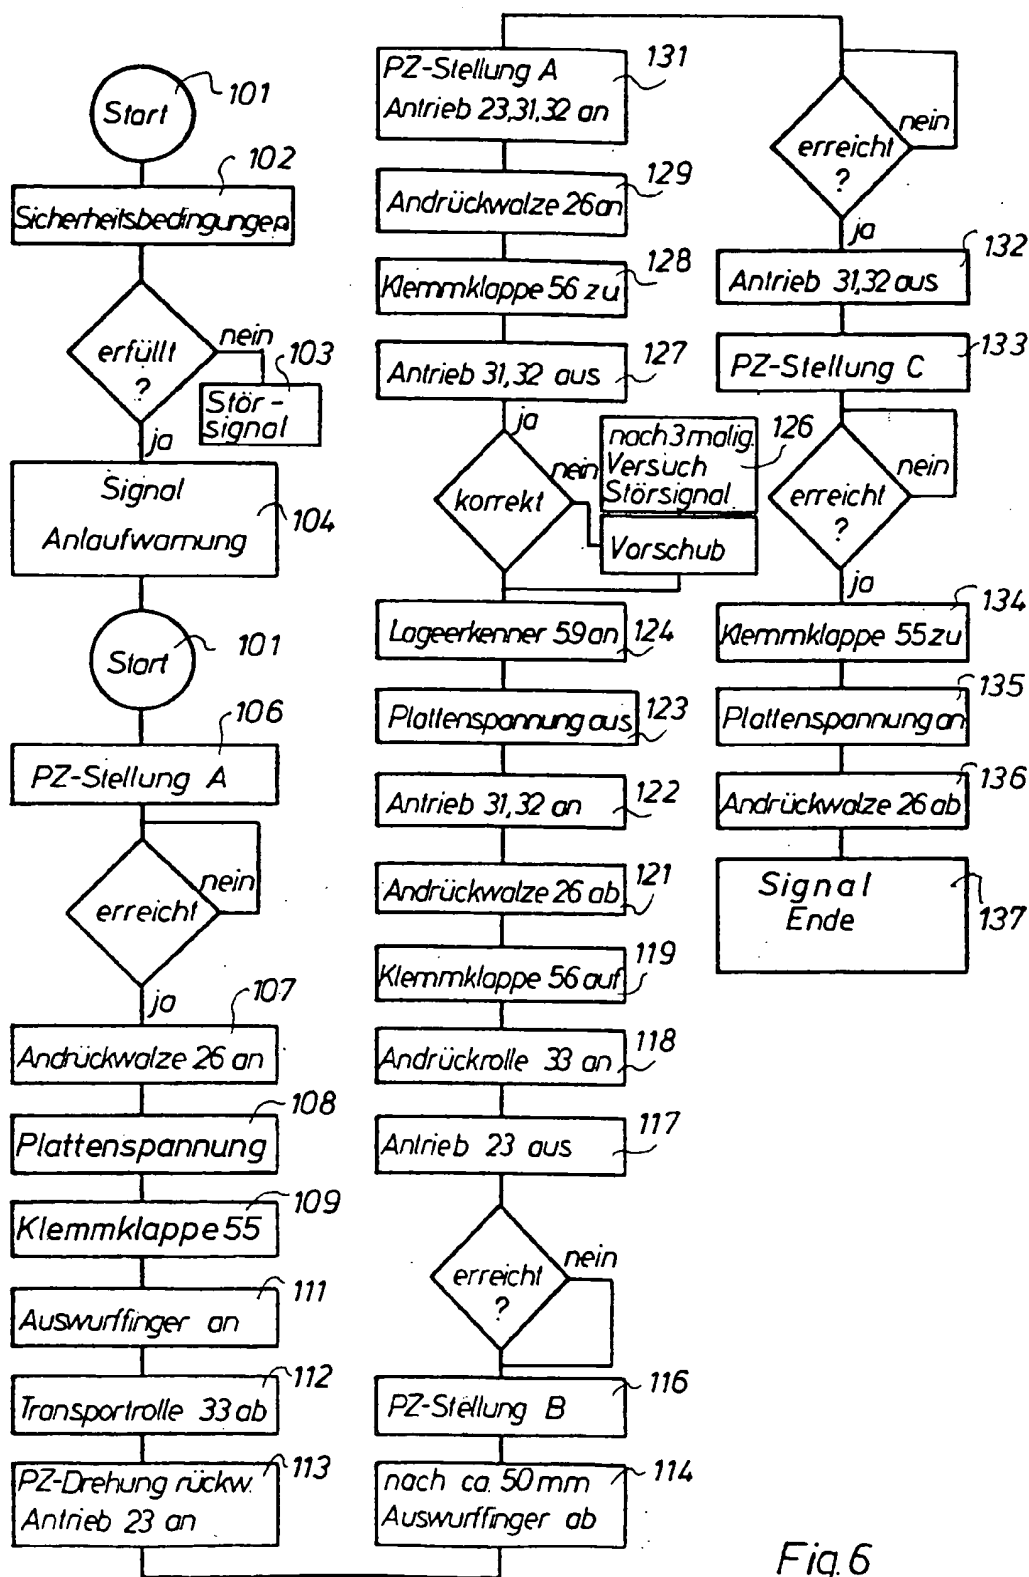 Start
101
102
Sicherheitsbedingungen
erfüllt
?
nein
103
Stör-
signal
ja
Signal
Anlaufwarnung
104
Start
101
106
PZ-Stellung A
nein
erreicht
ja
107
Andrückwalze 26 an
108
Plattenspannung
109
Klemmklappe 55
111
Auswurffinger an
112
Transportrolle 33 ab
113
PZ-Drehung rückw.
Antrieb 23 an
131
PZ-Stellung A
Antrieb 23,31,32 an
129
Andrückwalze 26 an
128
Klemmklappe 56 zu
127
Antrieb 31,32 aus
ja
korrekt
nein
nach 3 malig.
Versuch
Störsignal
126
Vorschub
Lageerkenner 59 an
124
Plattenspannung aus
123
Antrieb 31,32 an
122
Andrückwalze 26 ab
121
Klemmklappe 56 auf
119
Andrückrolle 33 an
118
Antrieb 23 aus
117
nein
erreicht
?
PZ-Stellung B
116
nach ca. 50 mm
Auswurffinger ab
114
nein
erreicht
?
ja
132
Antrieb 31,32 aus
133
PZ-Stellung C
nein
erreicht
?
ja
134
Klemmklappe 55 zu
135
Plattenspannung an
136
Andrückwalze 26 ab
Signal
Ende
137
Fig. 6